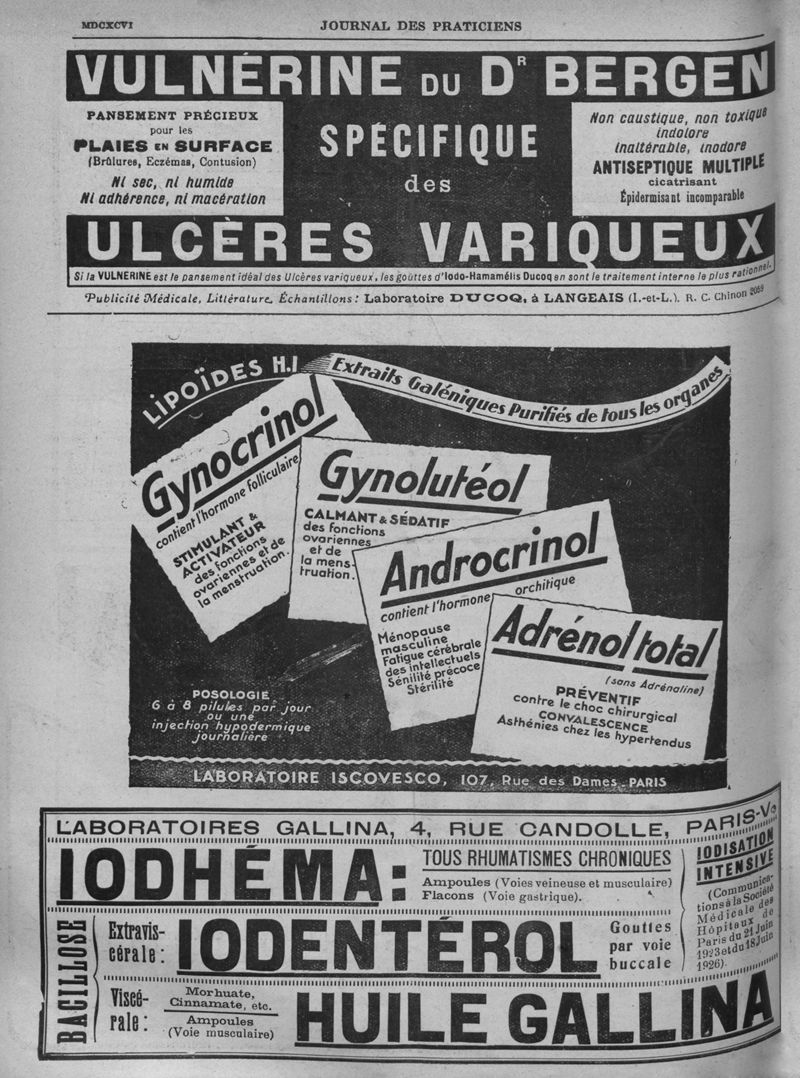 MDCXCVI
JOURNAL DES PRATICIENS
VULNÉRINE DU Dʳ BERGEN
PANSEMENT PRÉCIEUX
pour les
PLAIES EN SURFACE
(Brûlures, Eczémas, Contusion)
Ni sec, ni humide
Ni adhérence, ni macération
SPÉCIFIQUE
des
Non caustique, non toxique
indolore
inaltérable, inodore
ANTISEPTIQUE MULTIPLE
cicatrisant
Épidermisant incomparable
ULCÈRES VARIQUEUX
Si la VULNERINE est le pansement idéal des Ulcères variqueux, les gouttes d'Iodo-Hamamélis Ducoq en sont le traitement interne le plus rationnel.
Publicité Médicale, Littérature, Échantillons: Laboratoire DUCOQ, à LANGEAIS (I.-et-L.). R. C. Chinon 2059
LIPOÏDES H.I
Extraits Galéniques Purifiés de tous les organes
Gynocrinol
contient l'hormone folliculaire
STIMULANT &
ACTIVATEUR
des fonctions
ovariennes et de
la menstruation.
Gynolutéol
CALMANT & SÉDATIF
des fonctions
ovariennes
et de
la mens-
truation.
Androcrinol
contient l'hormone orchitique
Ménopause
masculine
Fatigue cérébrale
des intellectuels
Sénilité précoce
Stérilité
Adrénol total
(sans Adrénaline)
PRÉVENTIF
contre le choc chirurgical
CONVALESCENCE
Asthénies chez les hypertendus
POSOLOGIE
6 à 8 pilules par jour
ou une
injection hypodermique
journalière
LABORATOIRE ISCOVESCO, 107, Rue des Dames_PARIS
LABORATOIRES GALLINA, 4, RUE CANDOLLE, PARIS-Vᵉ
IODHÉMA:
TOUS RHUMATISMES CHRONIQUES
Ampoules (Voies veineuse et musculaire)
Flacons (Voie gastrique).
IODISATION
INTENSIVE
(Communica-
tions à la Société
Médicale des
Hôpitaux de
Paris du 21 Juin
1923 et du 18 Juin
1926).
BACILLOSE
Extravis-
cérale:
IODENTÉROL
Gouttes
par voie
buccale
Viscé-
rale:
Morhuate,
Cinnamate, etc.
Ampoules
(Voie musculaire)
HUILE GALLINA